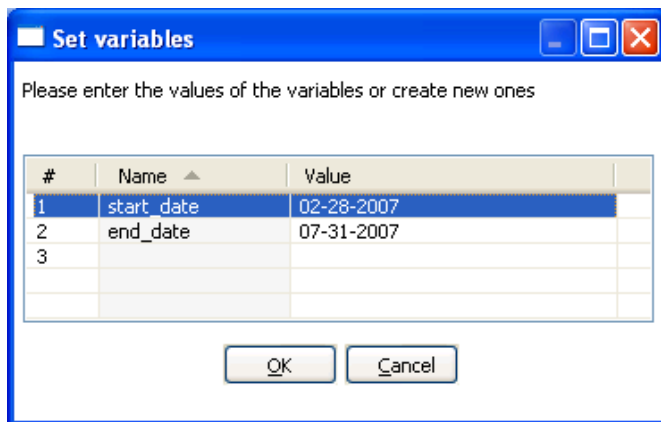 Set variables
Please enter the values of the variables or create new ones
# Name Value
1 start_date 02-28-2007
2 end_date 07-31-2007
3
OK Cancel